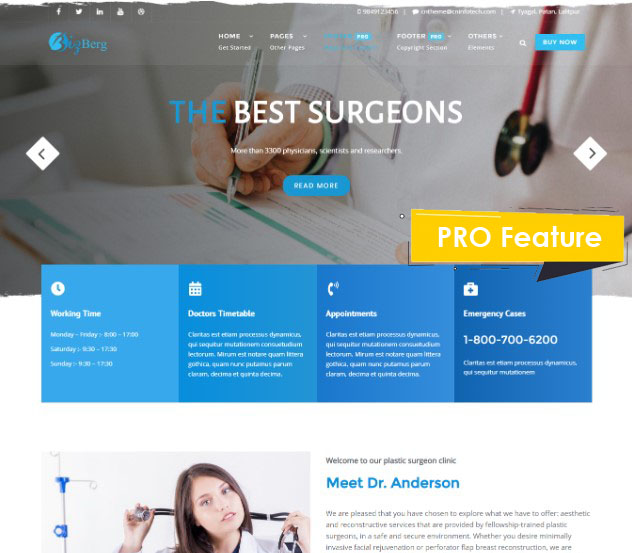 9849123456 | cntheme@cninfotech.com | Tyagal, Patan, Lalitpur
BizBerg
HOME PAGES PRO FOOTER PRO OTHERS BUY NOW
Get Started Other Pages Copyright Section Elements
THE BEST SURGEONS
More than 3300 physicians, scientists and researchers.
READ MORE
PRO Feature
Working Time
Monday – Friday :- 8:00 – 17:00
Saturday :- 9:30 – 17:30
Sunday :- 9:30 – 17:30
Doctors Timetable
Claritas est etiam processus dynamicus,
qui sequitur mutationem consuetudium
lectorum. Mirum est notare quam littera
gothica, quam nunc putamus parum
claram, decima et quinta decima.
Appointments
Claritas est etiam processus dynamicus,
qui sequitur mutationem consuetudium
lectorum. Mirum est notare quam littera
gothica, quam nunc putamus parum
claram, decima et quinta decima.
Emergency Cases
1-800-700-6200
Claritas est etiam processus dynamicus,
qui sequitur mutationem
Welcome to our plastic surgeon clinic
Meet Dr. Anderson
We are pleased that you have chosen to explore what we have to offer: aesthetic
and reconstructive services that are provided by fellowship-trained plastic
surgeons, in a safe and secure environment. Whether you desire minimally
invasive facial rejuvenation or perforator flap breast reconstruction, we are